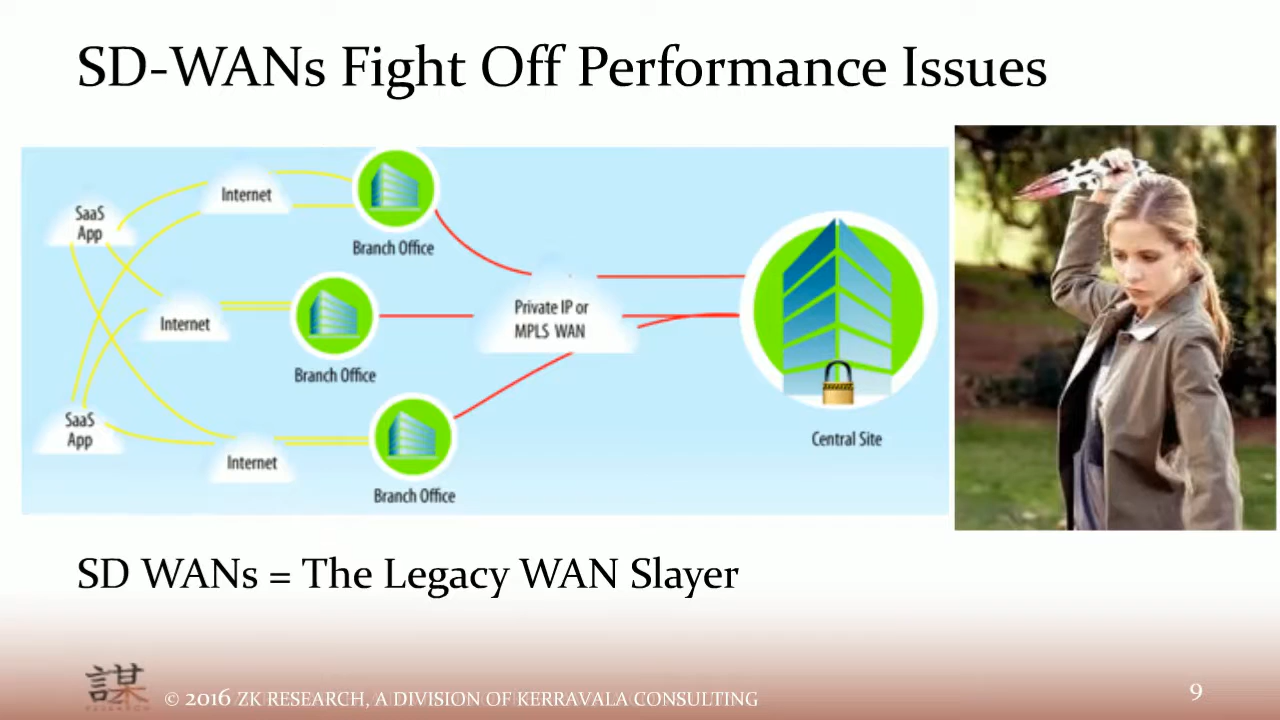 SD-WANs Fight Off Performance Issues
Internet
SaaS
App
Branch Office
Internet
Private IP or
MPLS WAN
Branch Office
SaaS
App
Internet
Central Site
Branch Office
SD WANs = The Legacy WAN Slayer
謀
RESEARCH
© 2016 ZK RESEARCH, A DIVISION OF KERRAVALA CONSULTING
9